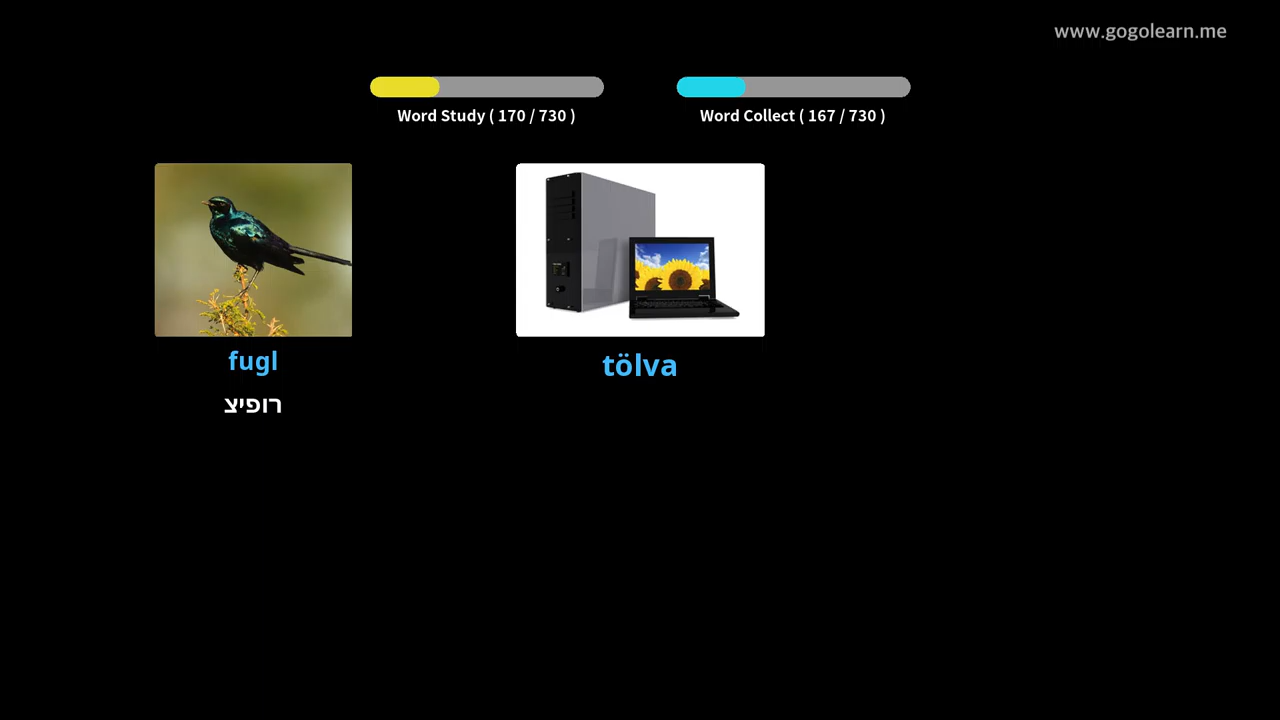 www.gogolearn.me
Word Study ( 170 / 730 )
Word Collect ( 167 / 730 )
fugl
ציפור
tölva